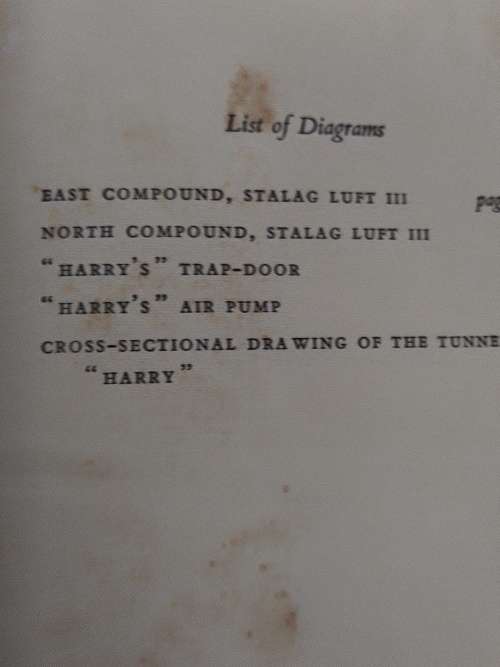 List of Diagrams
EAST COMPOUND, STALAG LUFT III
NORTH COMPOUND, STALAG LUFT III
"HARRY'S" TRAP-DOOR
"HARRY'S" AIR PUMP
CROSS-SECTIONAL DRAWING OF THE
"HARRY"